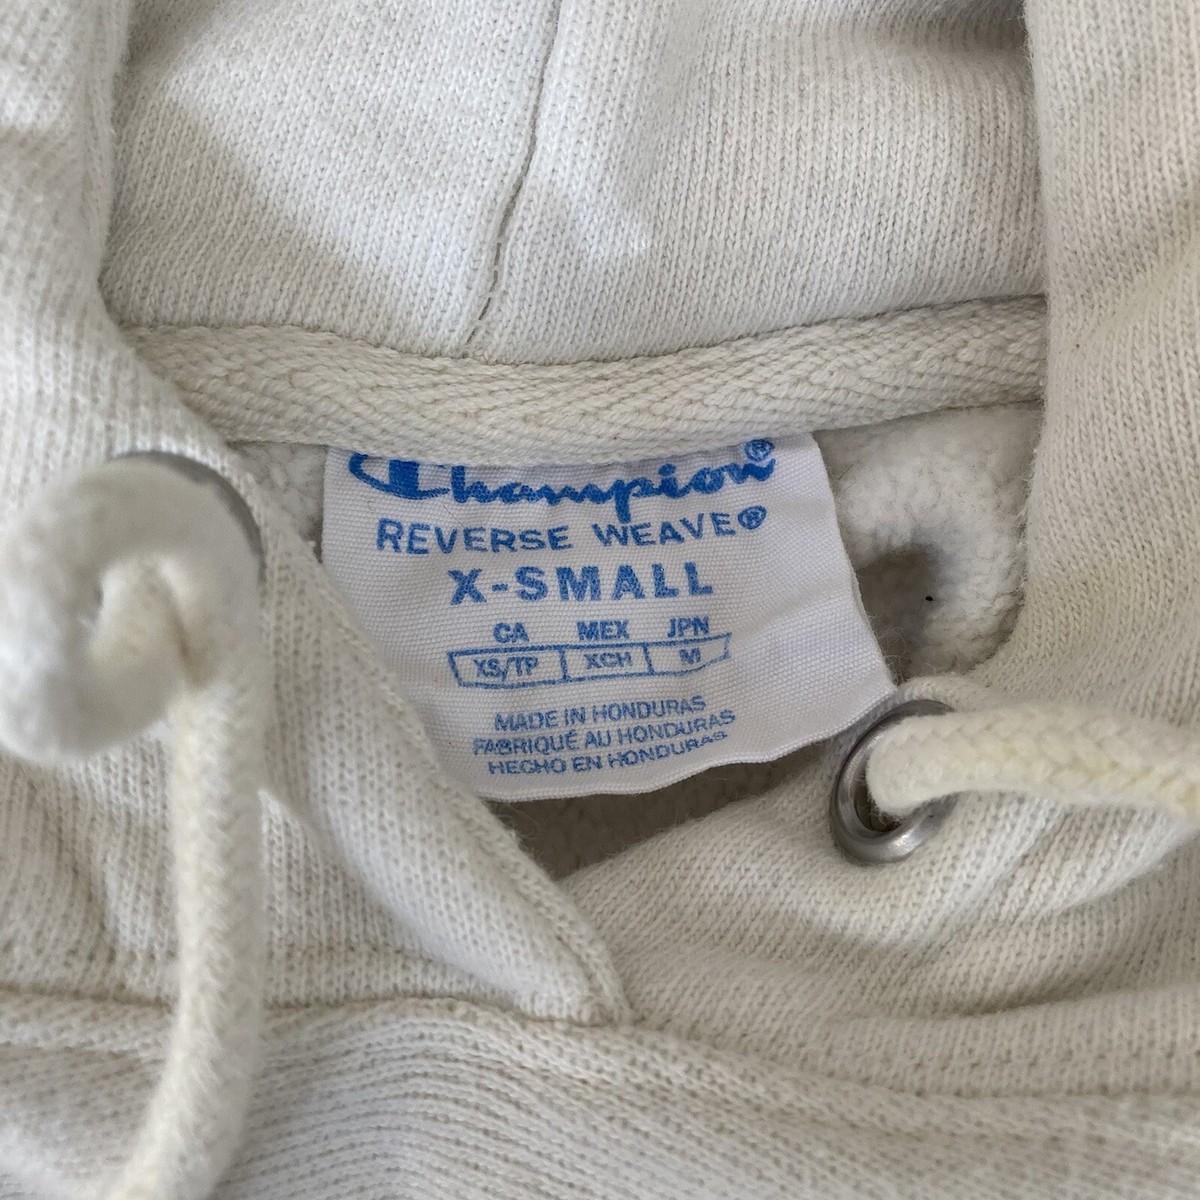 Champion®
REVERSE WEAVE®
X-SMALL
CA MEX JPN
XS/TP XCH M
MADE IN HONDURAS
FABRIQUÉ AU HONDURAS
HECHO EN HONDURAS